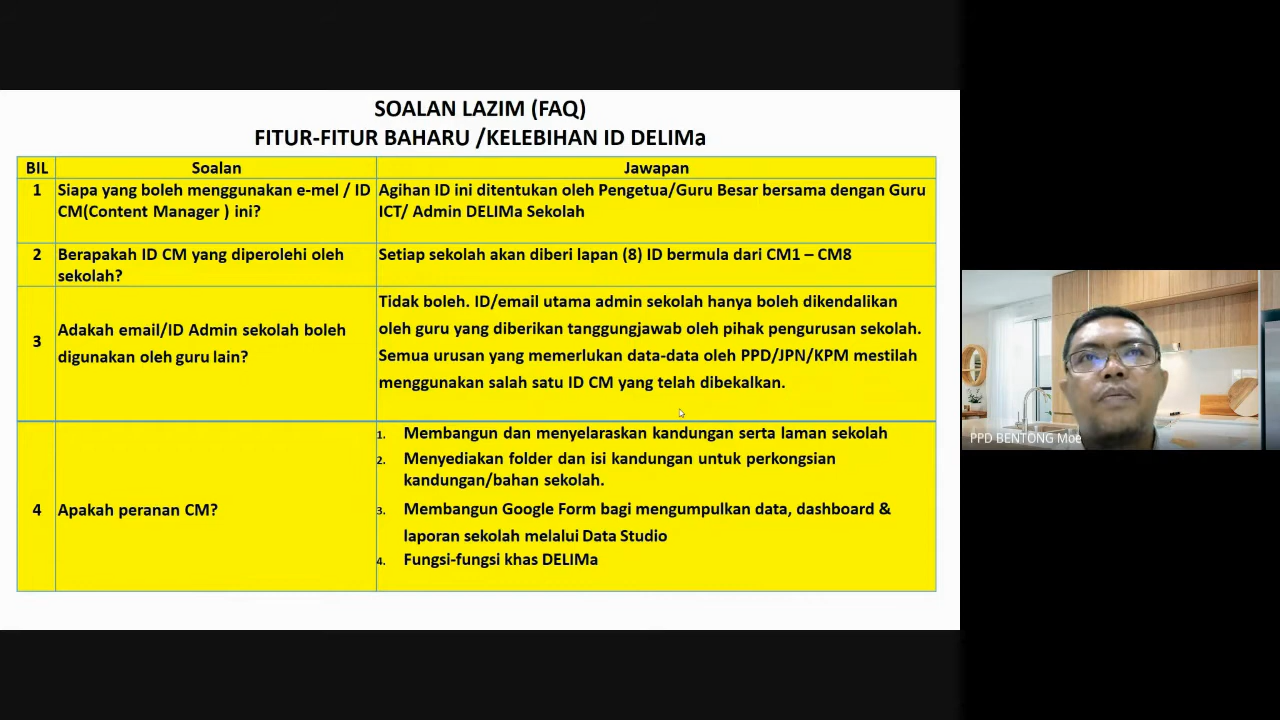 SOALAN LAZIM (FAQ)
FITUR-FITUR BAHARU /KELEBIHAN ID DELIMa
BIL
Soalan
Jawapan
1
Siapa yang boleh menggunakan e-mel / ID
CM(Content Manager ) ini?
Agihan ID ini ditentukan oleh Pengetua/Guru Besar bersama dengan Guru
ICT/ Admin DELIMa Sekolah
2
Berapakah ID CM yang diperolehi oleh
sekolah?
Setiap sekolah akan diberi lapan (8) ID bermula dari CM1 – CM8
3
Adakah email/ID Admin sekolah boleh
digunakan oleh guru lain?
Tidak boleh. ID/email utama admin sekolah hanya boleh dikendalikan
oleh guru yang diberikan tanggungjawab oleh pihak pengurusan sekolah.
Semua urusan yang memerlukan data-data oleh PPD/JPN/KPM mestilah
menggunakan salah satu ID CM yang telah dibekalkan.
4
Apakah peranan CM?
1. Membangun dan menyelaraskan kandungan serta laman sekolah
2. Menyediakan folder dan isi kandungan untuk perkongsian
kandungan/bahan sekolah.
3. Membangun Google Form bagi mengumpulkan data, dashboard &
laporan sekolah melalui Data Studio
4. Fungsi-fungsi khas DELIMa
PPD BENTONG Moe